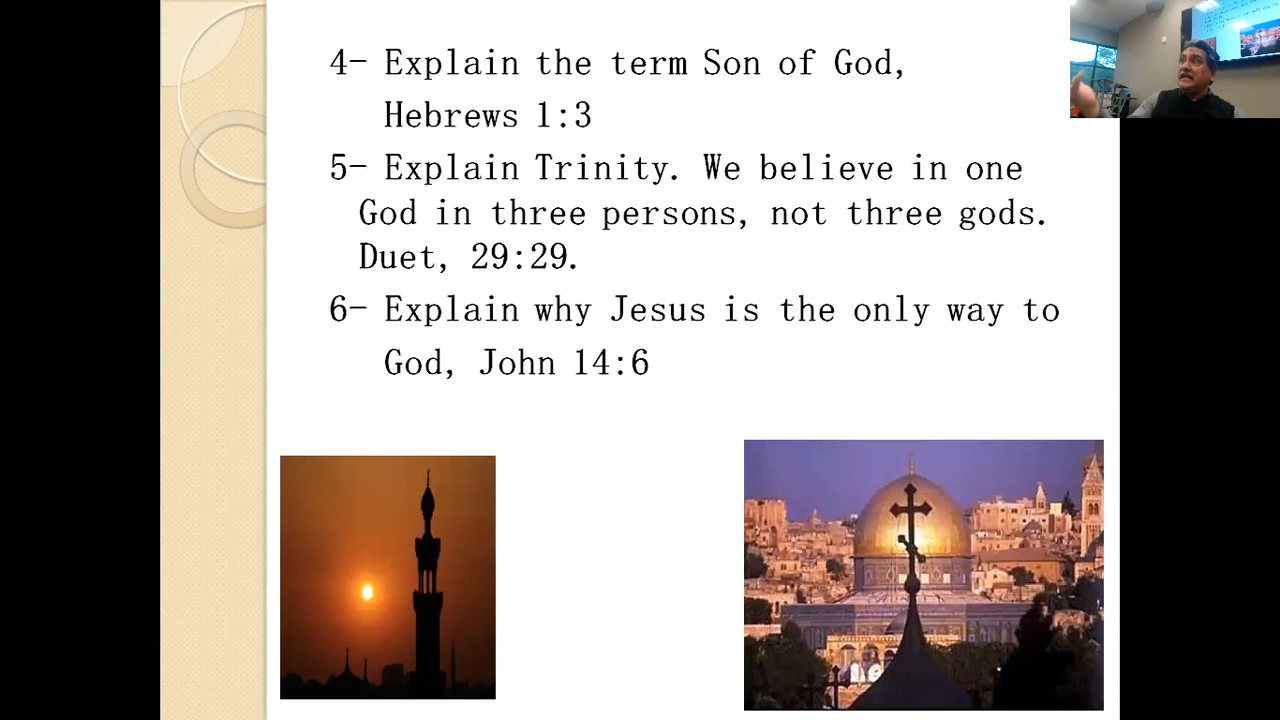 4- Explain the term Son of God,
Hebrews 1:3
5- Explain Trinity. We believe in one
God in three persons, not three gods.
Duet, 29:29.
6- Explain why Jesus is the only way to
God, John 14:6